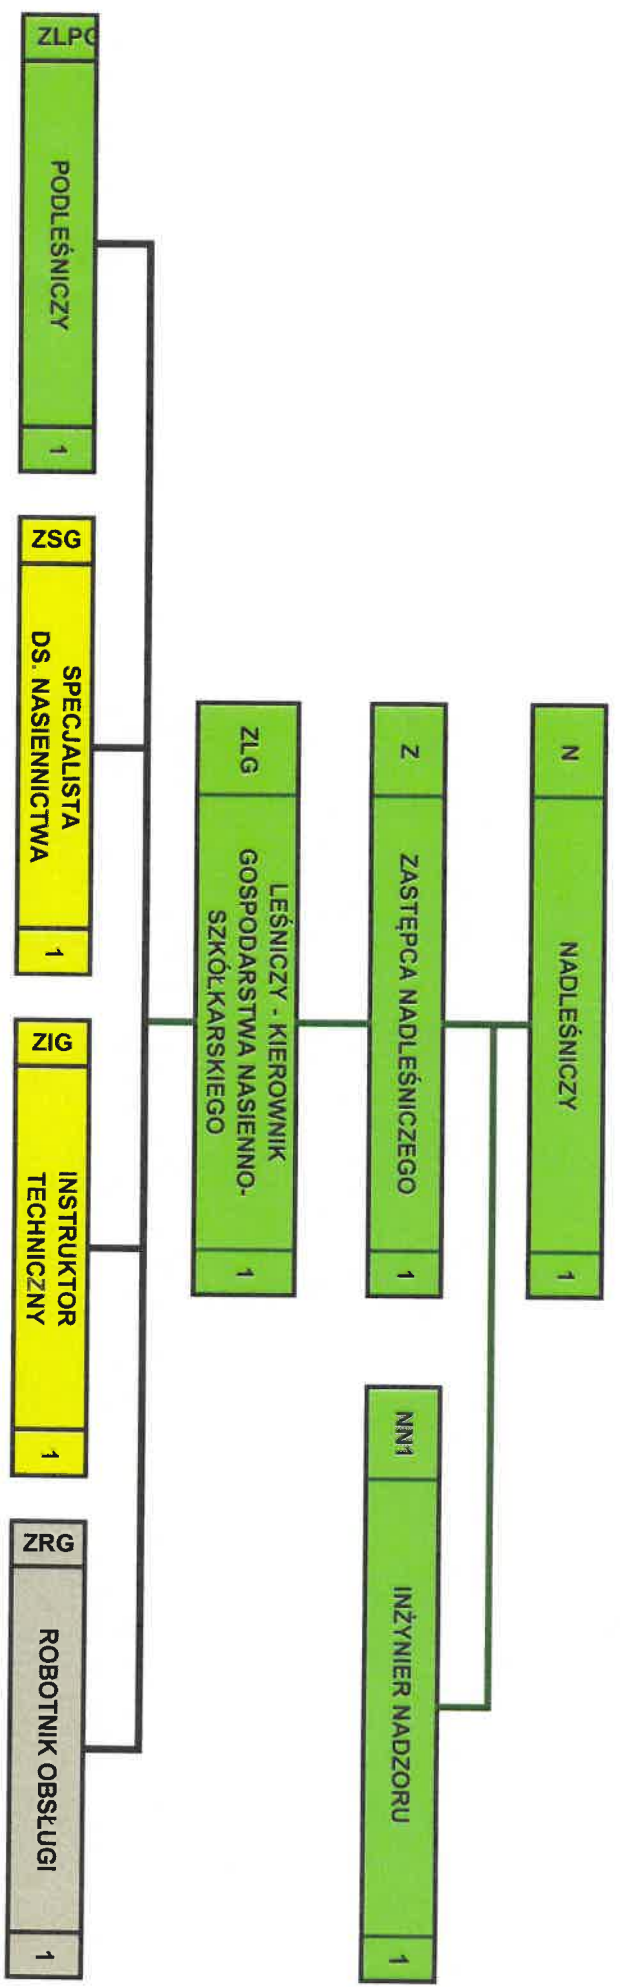 N
NADLEŚNICZY
1
Z
ZASTĘPCA NADLEŚNICZEGO
1
NN1
INŻYNIER NADZORU
1
ZLG
LEŚNICZY - KIEROWNIK
GOSPODARSTWA NASIENNO-
SZKÓŁKARSKIEGO
1
ZLPG
PODLEŚNICZY
1
ZSG
SPECJALISTA
DS. NASIENNICTWA
1
ZIG
INSTRUKTOR
TECHNICZNY
1
ZRG
ROBOTNIK OBSŁUGI
1